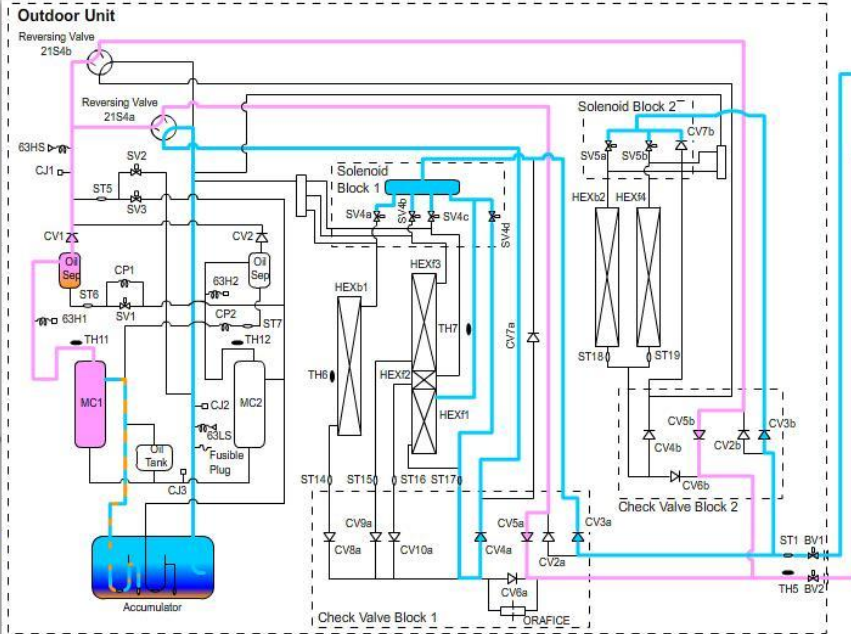 Outdoor Unit
Reversing Valve
21S4b
Reversing Valve
21S4a
63HS
CJ1
SV2
ST5
SV3
CV1
CV2
Oil
Sep
Oil
Sep
CP1
ST6
SV1
63H2
CP2
ST7
63H1
TH11
TH12
MC1
MC2
CJ2
63LS
Fusible
Plug
Oil
Tank
CJ3
Accumulator
Solenoid
Block 1
SV4a
SV4b
SV4c
SV4d
HEXb1
HEXf3
TH7
TH6
HEXf2
HEXf1
CV7a
ST14
ST15
ST16
ST17
CV8a
CV9a
CV10a
CV4a
CV5a
CV2a
CV3a
CV6a
ORAFICE
Check Valve Block 1
Solenoid Block 2
CV7b
SV5a
SV5b
HEXb2
HEXf4
ST18
ST19
CV5b
CV3b
CV4b
CV2b
CV6b
Check Valve Block 2
ST1
BV1
TH5
BV2